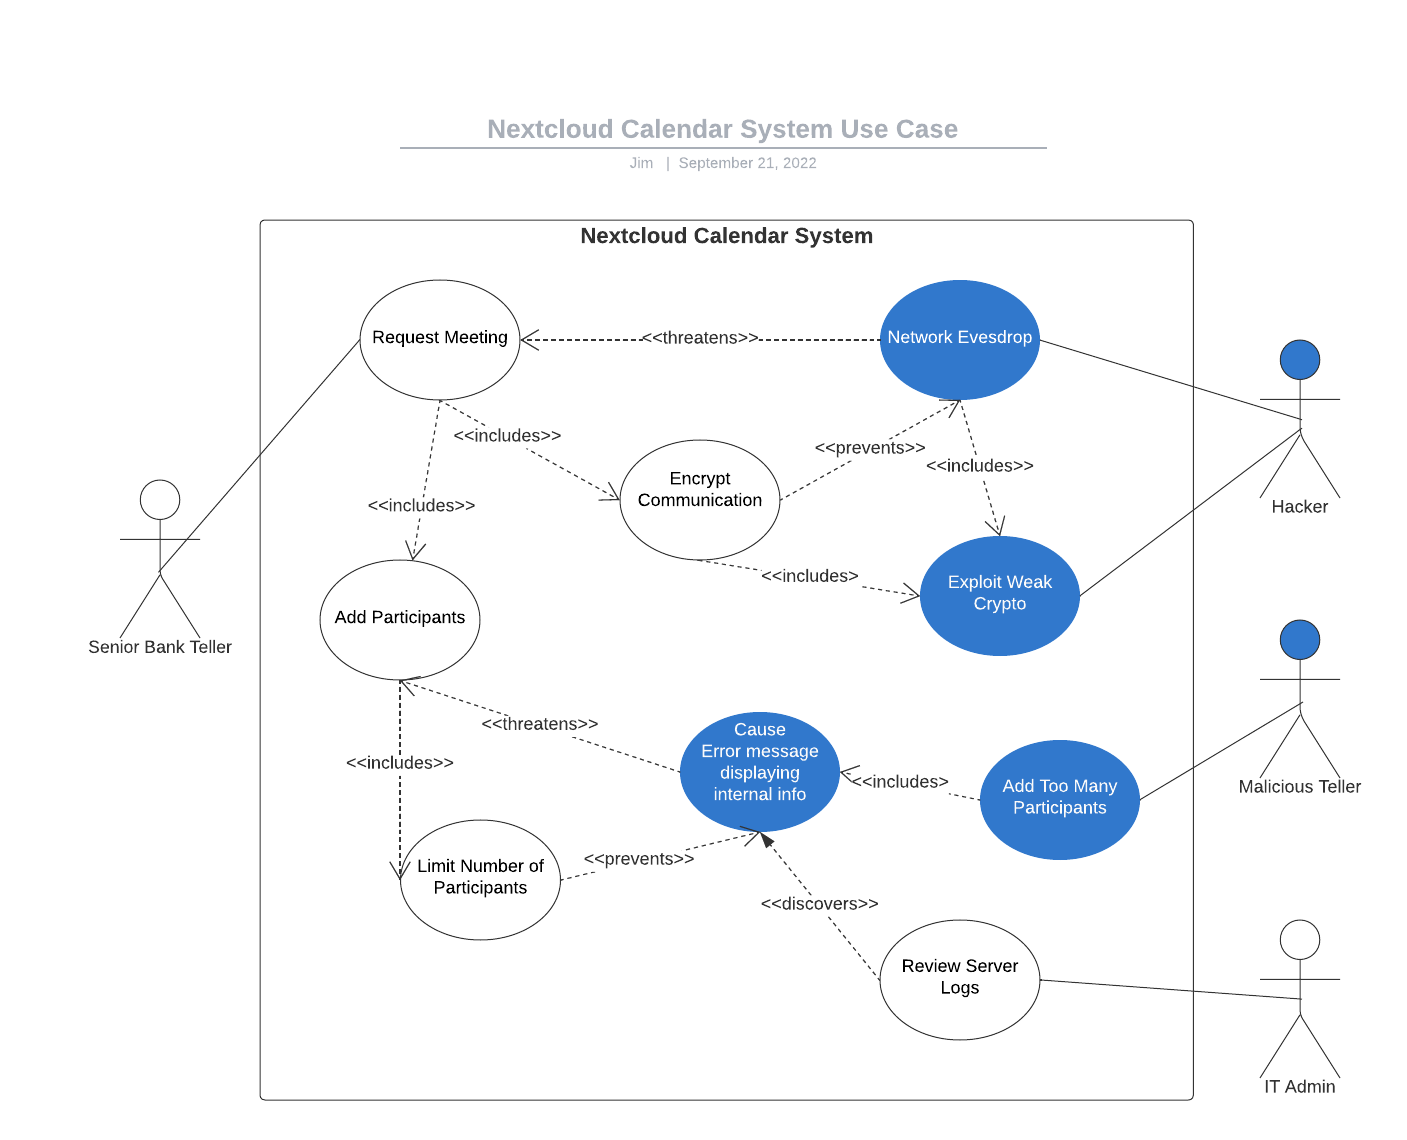 Nextcloud Calendar System Use Case
Jim | September 21, 2022
Nextcloud Calendar System
Request Meeting
<<threatens>>
Network Evesdrop
<<includes>>
<<prevents>>
<<includes>>
Encrypt
Communication
<<includes>>
Hacker
<<includes>
Exploit Weak
Crypto
Add Participants
Senior Bank Teller
<<threatens>>
Cause
Error message
displaying
internal info
<<includes>>
<<includes>
Add Too Many
Participants
Malicious Teller
Limit Number of
Participants
<<prevents>>
<<discovers>>
Review Server
Logs
IT Admin